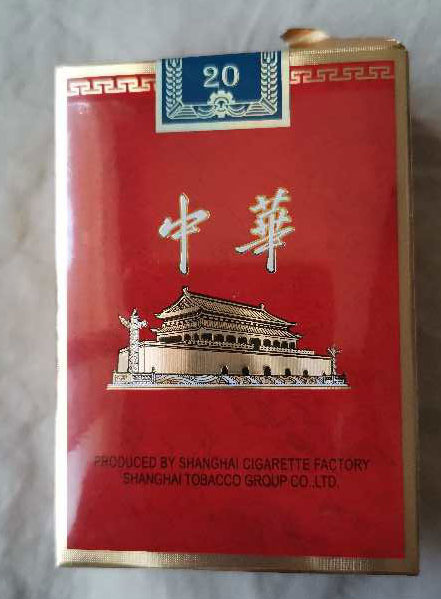 20
中華
PRODUCED BY SHANGHAI CIGARETTE FACTORY
SHANGHAI TOBACCO GROUP CO.,LTD.